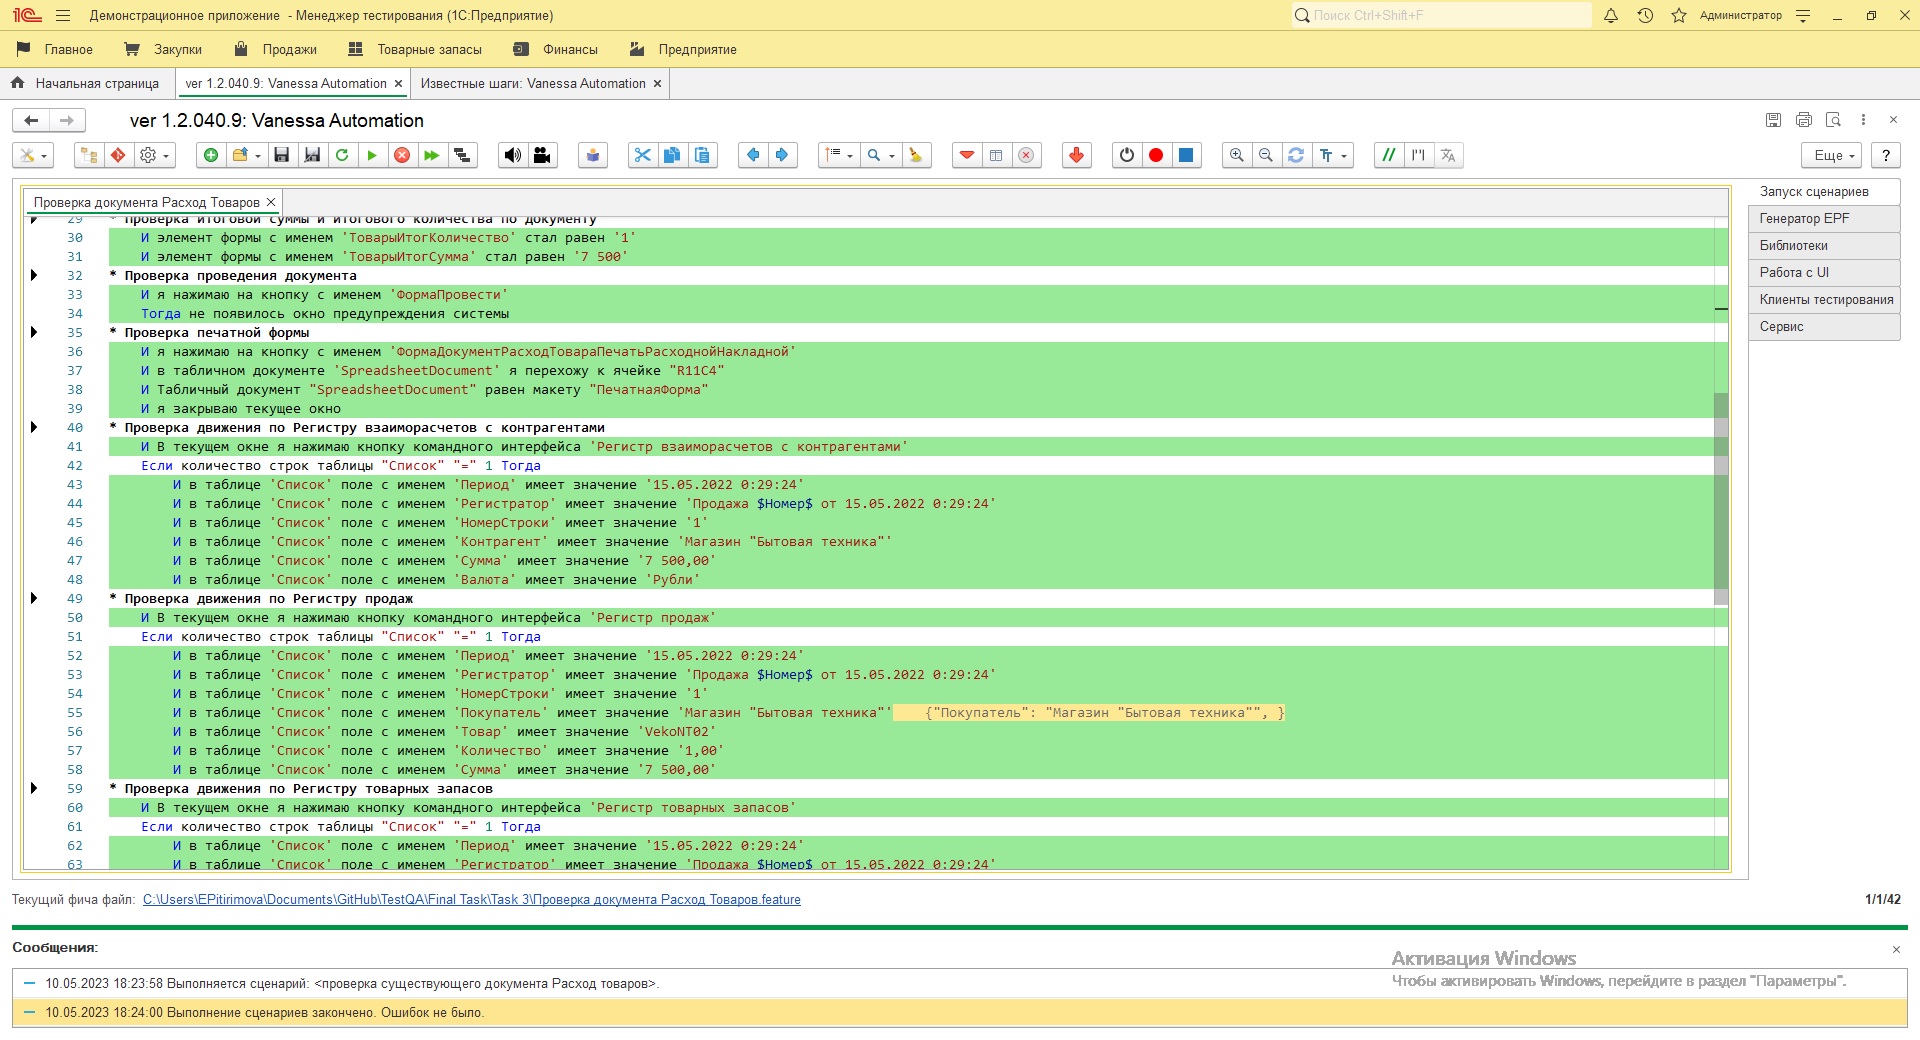 1С Демонстрационное приложение - Менеджер тестирования (1С:Предприятие) Поиск Ctrl+Shift+F Администратор
Главное Закупки Продажи Товарные запасы Финансы Предприятие
Начальная страница ver 1.2.040.9: Vanessa Automation Известные шаги: Vanessa Automation
ver 1.2.040.9: Vanessa Automation
Еще ?
Проверка документа Расход Товаров
29 * Проверка итоговой суммы и итогового количества по документу
30 И элемент формы с именем 'ТоварыИтогКоличество' стал равен '1'
31 И элемент формы с именем 'ТоварыИтогСумма' стал равен '7 500'
32 * Проверка проведения документа
33 И я нажимаю на кнопку с именем 'ФормаПровести'
34 Тогда не появилось окно предупреждения системы
35 * Проверка печатной формы
36 И я нажимаю на кнопку с именем 'ФормаДокументРасходТовараПечатьРасходнойНакладной'
37 И в табличном документе 'SpreadsheetDocument' я перехожу к ячейке "R11C4"
38 И Табличный документ "SpreadsheetDocument" равен макету "ПечатнаяФорма"
39 И я закрываю текущее окно
40 * Проверка движения по Регистру взаиморасчетов с контрагентами
41 И В текущем окне я нажимаю кнопку командного интерфейса 'Регистр взаиморасчетов с контрагентами'
42 Если количество строк таблицы "Список" "=" 1 Тогда
43 И в таблице 'Список' поле с именем 'Период' имеет значение '15.05.2022 0:29:24'
44 И в таблице 'Список' поле с именем 'Регистратор' имеет значение 'Продажа $Номер$ от 15.05.2022 0:29:24'
45 И в таблице 'Список' поле с именем 'НомерСтроки' имеет значение '1'
46 И в таблице 'Список' поле с именем 'Контрагент' имеет значение 'Магазин "Бытовая техника"'
47 И в таблице 'Список' поле с именем 'Сумма' имеет значение '7 500,00'
48 И в таблице 'Список' поле с именем 'Валюта' имеет значение 'Рубли'
49 * Проверка движения по Регистру продаж
50 И В текущем окне я нажимаю кнопку командного интерфейса 'Регистр продаж'
51 Если количество строк таблицы "Список" "=" 1 Тогда
52 И в таблице 'Список' поле с именем 'Период' имеет значение '15.05.2022 0:29:24'
53 И в таблице 'Список' поле с именем 'Регистратор' имеет значение 'Продажа $Номер$ от 15.05.2022 0:29:24'
54 И в таблице 'Список' поле с именем 'НомерСтроки' имеет значение '1'
55 И в таблице 'Список' поле с именем 'Покупатель' имеет значение 'Магазин "Бытовая техника"' {"Покупатель": "Магазин "Бытовая техника"", }
56 И в таблице 'Список' поле с именем 'Товар' имеет значение 'VekoNT02'
57 И в таблице 'Список' поле с именем 'Количество' имеет значение '1,00'
58 И в таблице 'Список' поле с именем 'Сумма' имеет значение '7 500,00'
59 * Проверка движения по Регистру товарных запасов
60 И В текущем окне я нажимаю кнопку командного интерфейса 'Регистр товарных запасов'
61 Если количество строк таблицы "Список" "=" 1 Тогда
62 И в таблице 'Список' поле с именем 'Период' имеет значение '15.05.2022 0:29:24'
63 И в таблице 'Список' поле с именем 'Регистратор' имеет значение 'Продажа $Номер$ от 15.05.2022 0:29:24'
Запуск сценариев
Генератор EPF
Библиотеки
Работа с UI
Клиенты тестирования
Сервис
Текущий фича файл: C:\Users\EPitirimova\Documents\GitHub\TestQA\Final Task\Task 3\Проверка документа Расход Товаров.feature 1/1/42
Сообщения:
10.05.2023 18:23:58 Выполняется сценарий: <проверка существующего документа Расход товаров>.
10.05.2023 18:24:00 Выполнение сценариев закончено. Ошибок не было.
Активация Windows
Чтобы активировать Windows, перейдите в раздел "Параметры".